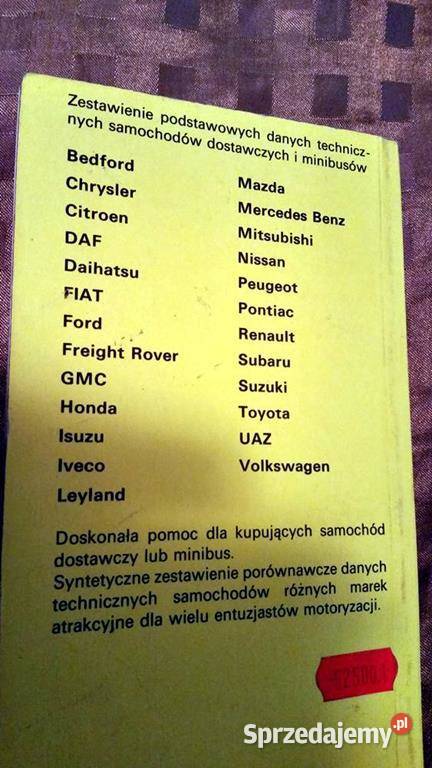 Zestawienie podstawowych danych technicz-
nych samochodów dostawczych i minibusów
Bedford
Chrysler
Citroen
DAF
Daihatsu
FIAT
Ford
Freight Rover
GMC
Honda
Isuzu
Iveco
Leyland
Mazda
Mercedes Benz
Mitsubishi
Nissan
Peugeot
Pontiac
Renault
Subaru
Suzuki
Toyota
UAZ
Volkswagen
Doskonała pomoc dla kupujących samochód
dostawczy lub minibus.
Syntetyczne zestawienie porównawcze danych
technicznych samochodów różnych marek
atrakcyjne dla wielu entuzjastów motoryzacji.
Sprzedajemy.pl